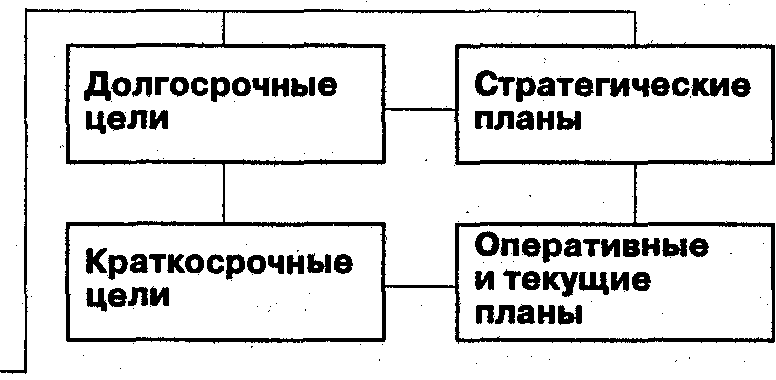 Долгосрочные
цели
Стратегические
планы
Краткосрочные
цели
Оперативные
и текущие
планы